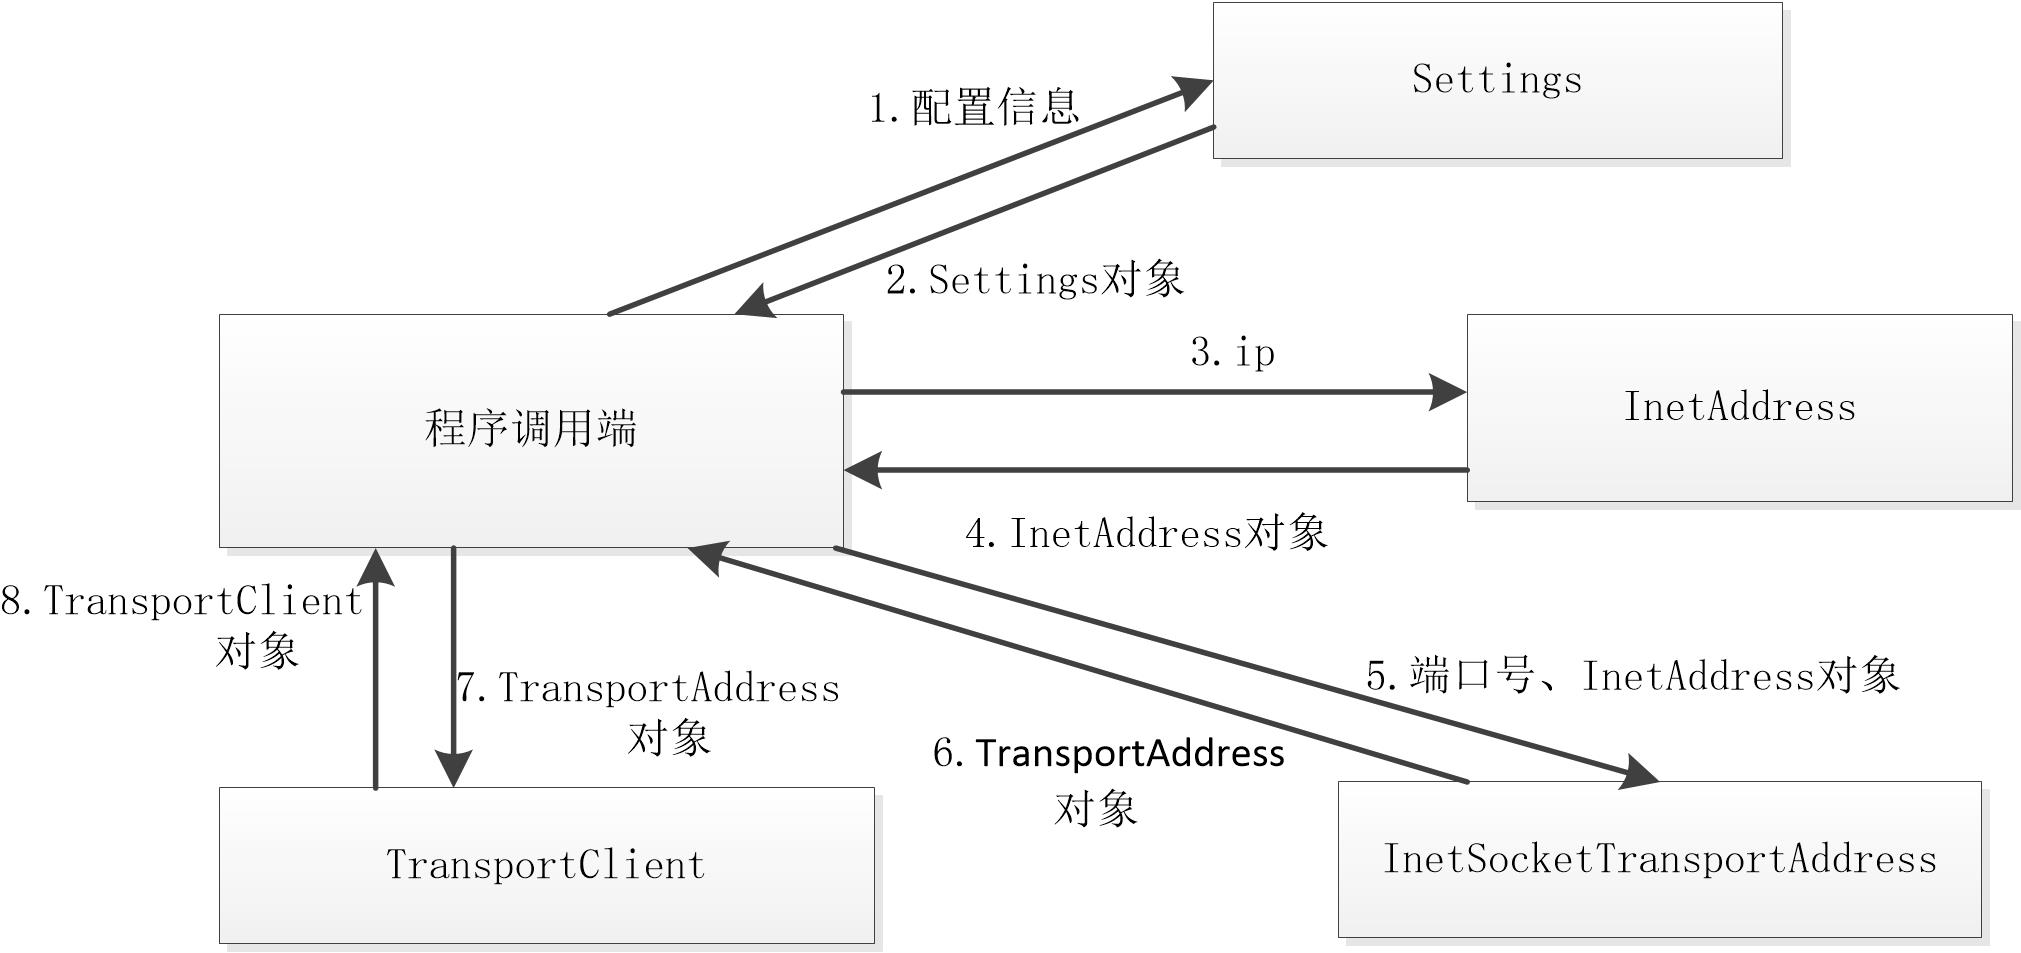 Settings
1.配置信息
2.Settings对象
3.ip
InetAddress
程序调用端
4.InetAddress对象
8.TransportClient
对象
7.TransportAddress
对象
5.端口号、InetAddress对象
6.TransportAddress
对象
TransportClient
InetSocketTransportAddress